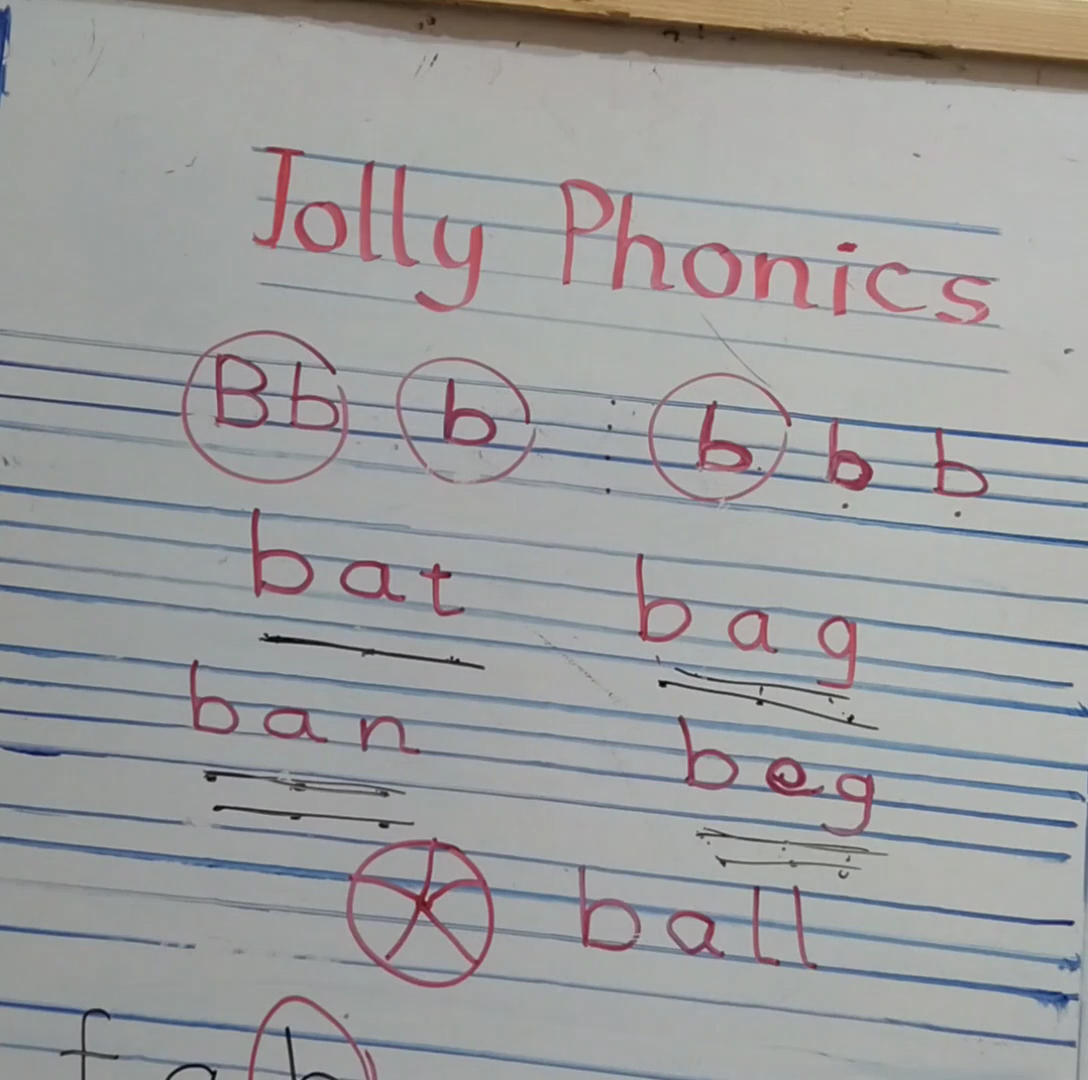 Jolly Phonics
Bb b : b b b
bat bag
ban beg
ball
f a b